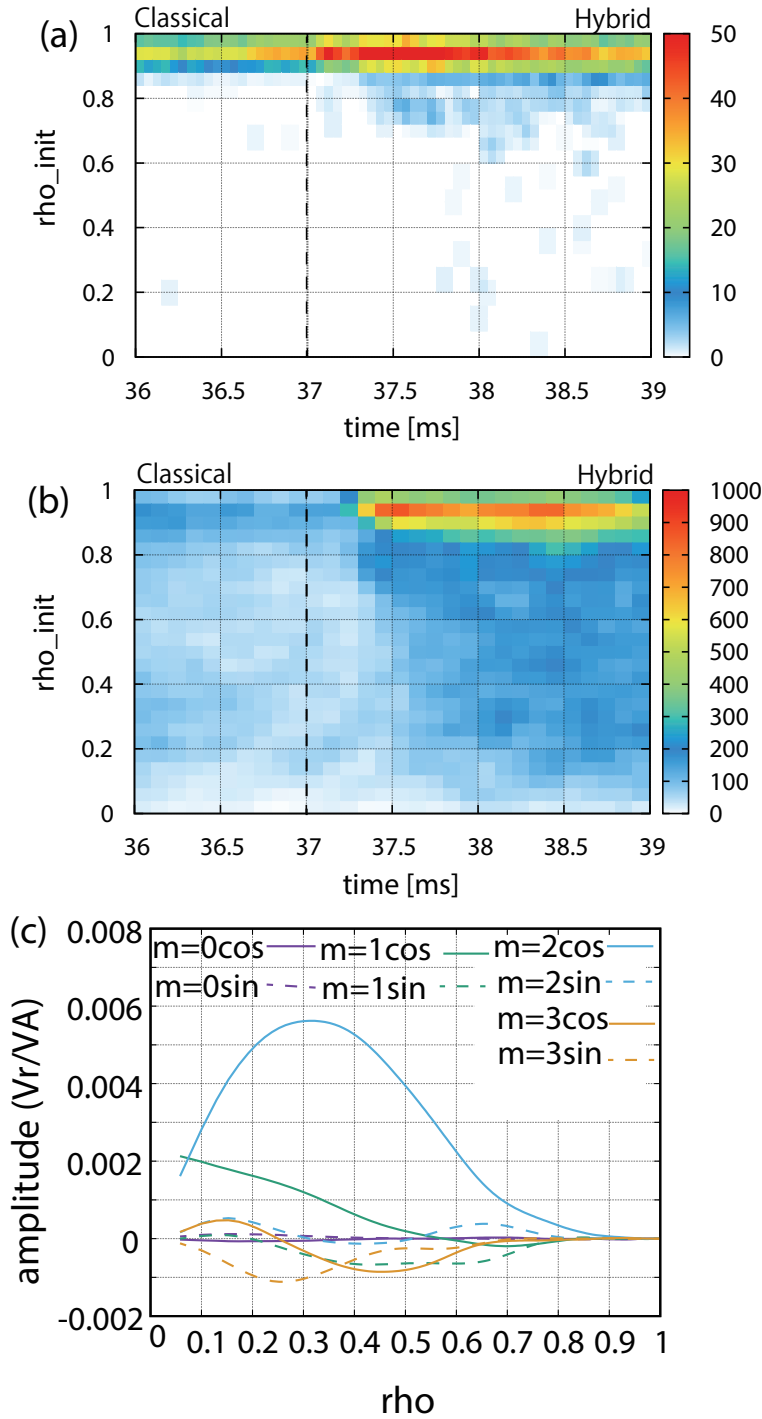 (a)
Classical Hybrid
1
0.8
0.6
0.4
0.2
0
rho_init
36 36.5 37 37.5 38 38.5 39
time [ms]
50
40
30
20
10
0
(b)
Classical Hybrid
1
0.8
0.6
0.4
0.2
0
rho_init
36 36.5 37 37.5 38 38.5 39
time [ms]
1000
900
800
700
600
500
400
300
200
100
0
(c)
0.008
0.006
0.004
0.002
0
-0.002
amplitude (Vr/VA)
m=0cos m=1cos m=2cos
m=0sin m=1sin m=2sin
m=3cos
m=3sin
0 0.1 0.2 0.3 0.4 0.5 0.6 0.7 0.8 0.9 1
rho